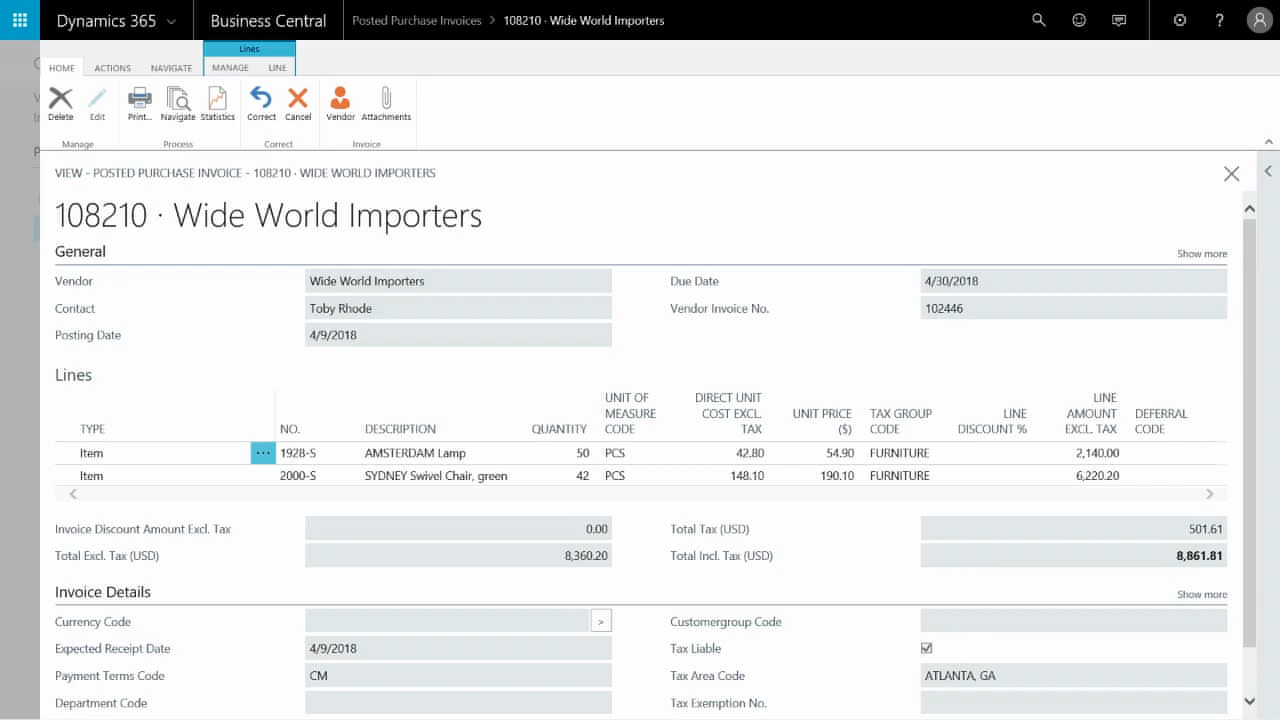 Dynamics 365 Business Central Posted Purchase Invoices > 108210 · Wide World Importers ?
Lines
HOME ACTIONS NAVIGATE MANAGE LINE
Delete Edit Print... Navigate Statistics Correct Cancel Vendor Attachments
Manage Process Correct Invoice
VIEW - POSTED PURCHASE INVOICE - 108210 · WIDE WORLD IMPORTERS
108210 · Wide World Importers
General Show more
Vendor Wide World Importers Due Date 4/30/2018
Contact Toby Rhode Vendor Invoice No. 102446
Posting Date 4/9/2018
Lines
TYPE NO. DESCRIPTION QUANTITY UNIT OF MEASURE CODE DIRECT UNIT COST EXCL. TAX UNIT PRICE ($) TAX GROUP CODE LINE DISCOUNT % LINE AMOUNT EXCL. TAX DEFERRAL CODE
Item ··· 1928-S AMSTERDAM Lamp 50 PCS 42.80 54.90 FURNITURE 2,140.00
Item 2000-S SYDNEY Swivel Chair, green 42 PCS 148.10 190.10 FURNITURE 6,220.20
Invoice Discount Amount Excl. Tax 0.00 Total Tax (USD) 501.61
Total Excl. Tax (USD) 8,360.20 Total Incl. Tax (USD) 8,861.81
Invoice Details Show more
Currency Code > Customergroup Code
Expected Receipt Date 4/9/2018 Tax Liable
Payment Terms Code CM Tax Area Code ATLANTA, GA
Department Code Tax Exemption No.